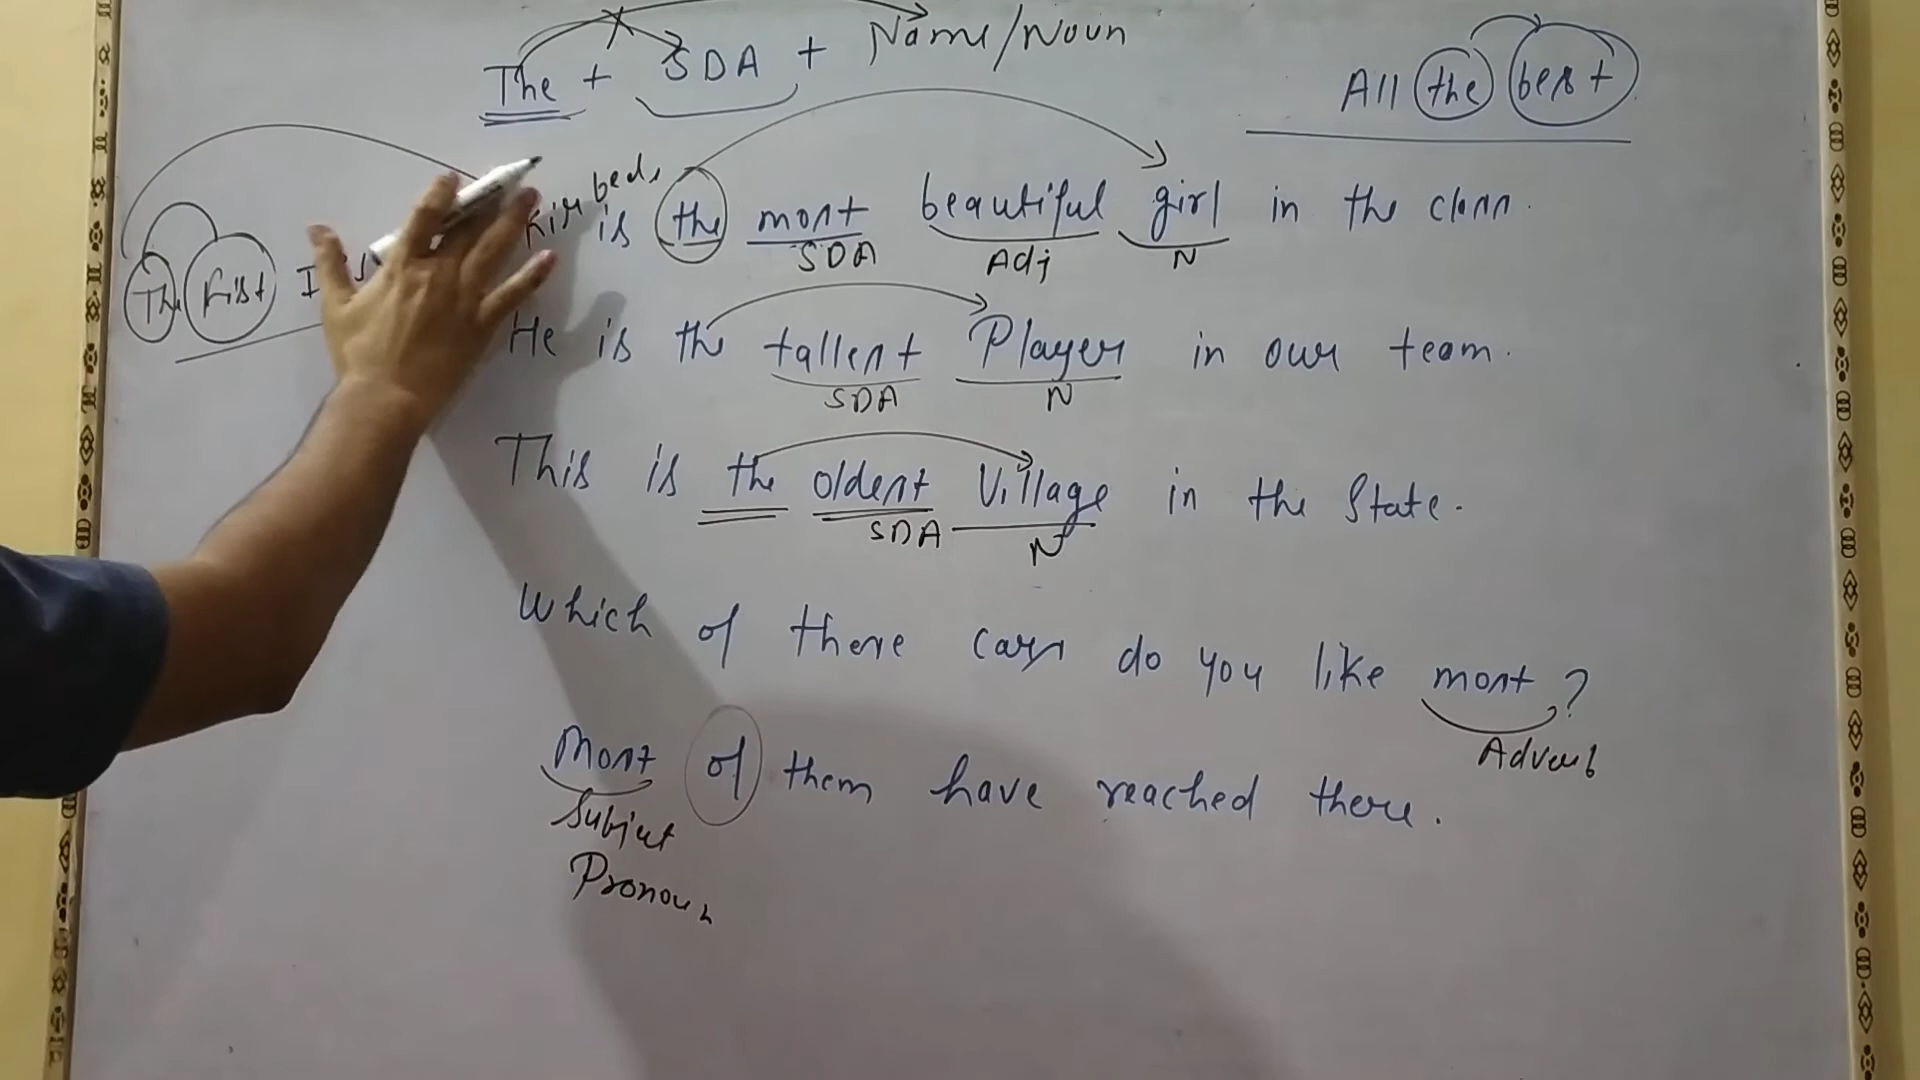 The + SDA + Name/Noun
All the best
is the most beautiful girl in the class.
SDA Adj N
The first
He is the tallest Player in our team.
SDA N
This is the oldest Village in the State.
SDA N
Which of these cars do you like most?
Adverb
Most of them have reached there.
Subject
Pronoun